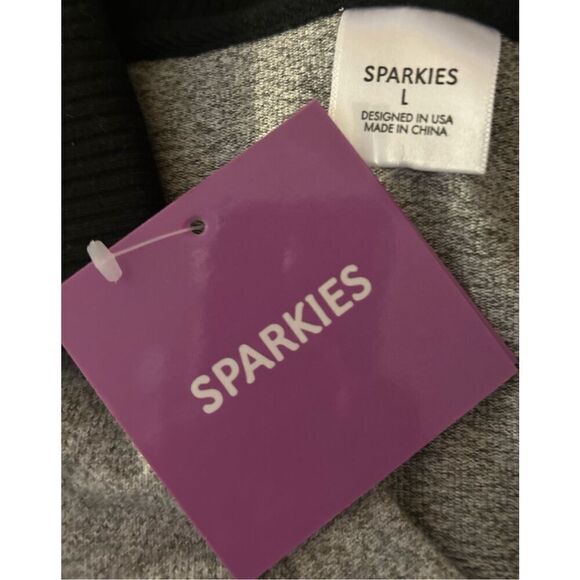 SPARKIES
L
DESIGNED IN USA
MADE IN CHINA
SPARKIES